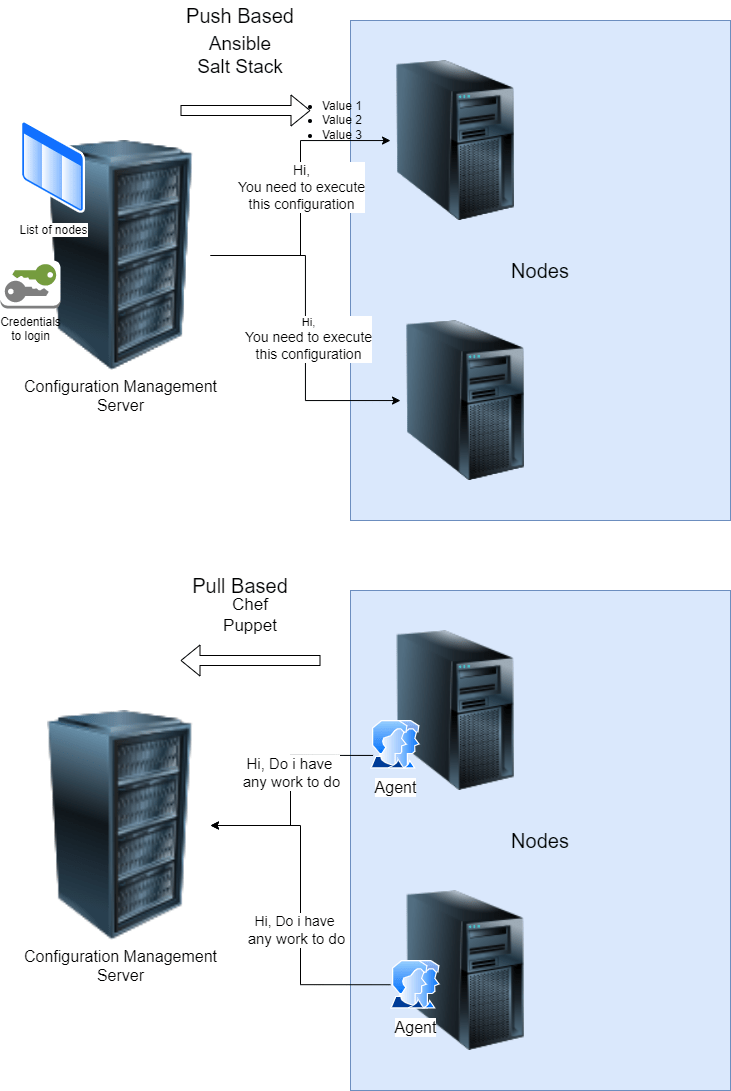 Push Based
Ansible
Salt Stack
Value 1
Value 2
Value 3
Hi,
You need to execute
this configuration
List of nodes
Credentials
to login
Nodes
Hi,
You need to execute
this configuration
Configuration Management
Server
Pull Based
Chef
Puppet
Hi, Do i have
any work to do
Agent
Nodes
Hi, Do i have
any work to do
Configuration Management
Server
Agent